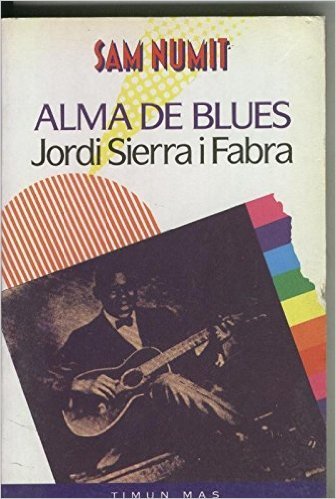 SAM NUMIT
ALMA DE BLUES
Jordi Sierra i Fabra
TIMUN MAS